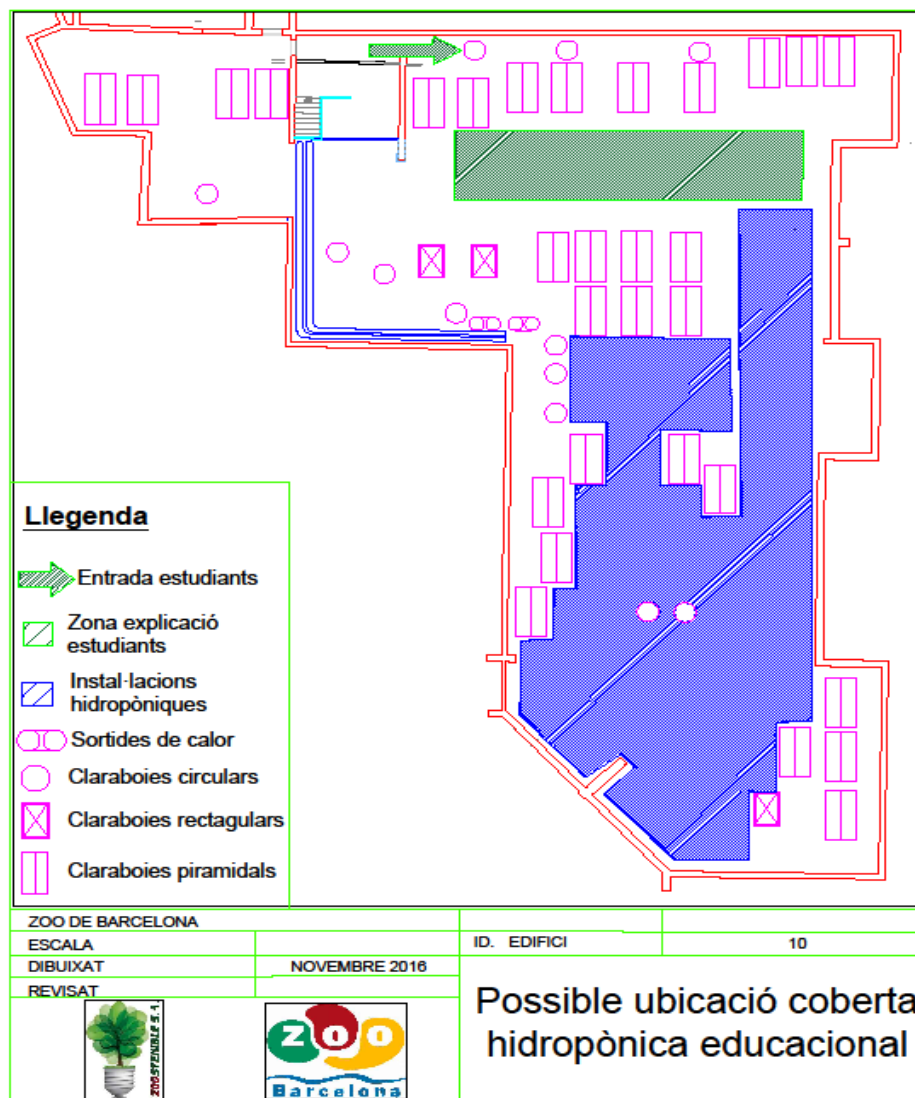 Llegenda
Entrada estudiants
Zona explicació
estudiants
Instal·lacions
hidropòniques
Sortides de calor
Claraboies circulars
Claraboies rectagulars
Claraboies piramidals
ZOO DE BARCELONA
ESCALA
ID. EDIFICI 10
DIBUIXAT NOVEMBRE 2016
REVISAT
Possible ubicació coberta
hidropònica educacional
ZOOSTENIBLE S.A
ZOO
Barcelona